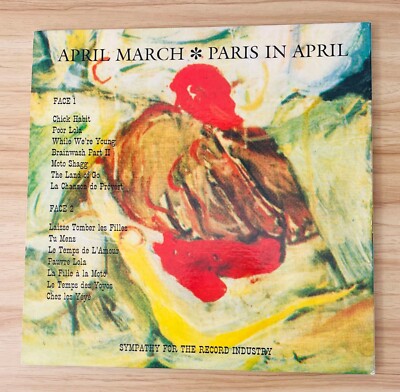 APRIL MARCH * PARIS IN APRIL
FACE 1
Chick Habit
Poor Lola
While We're Young
Brainwash Part II
Moto Shagg
The Land of Go
La Chanson de Prévert
FACE 2
Laisse Tomber les Filles
Tu Mens
Le Temps de L'Amour
Pauvre Lola
La Fille à la Moto
Le Temps des Yoyos
Chez les Yéyé
SYMPATHY FOR THE RECORD INDUSTRY